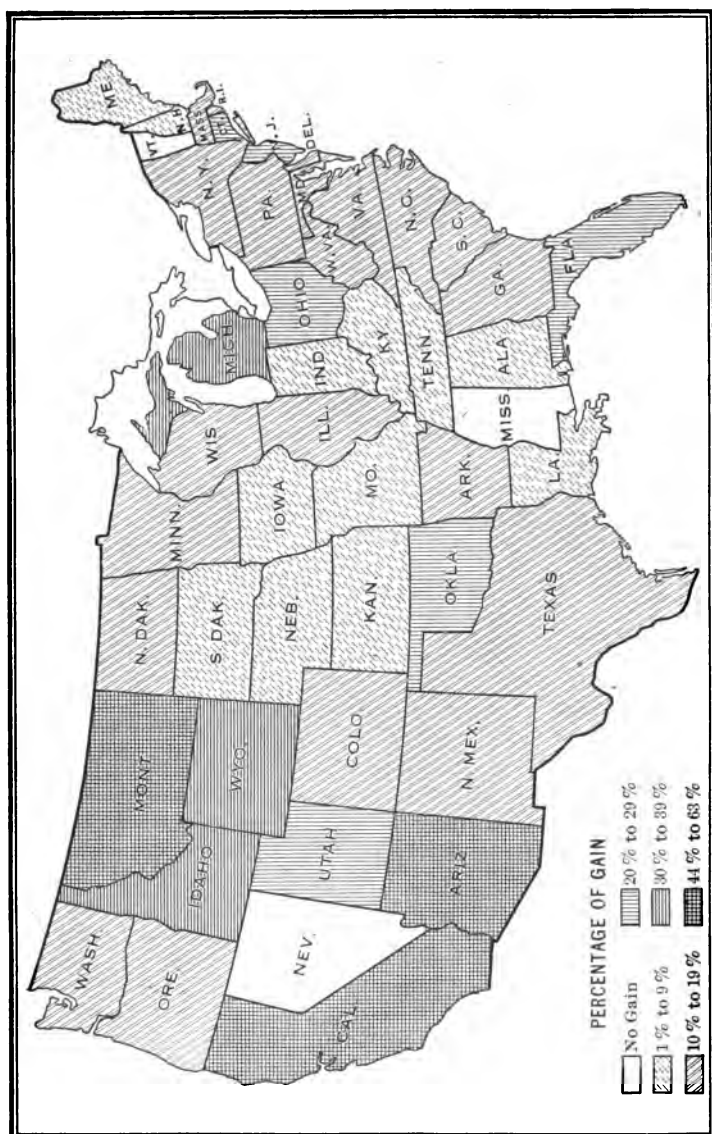 WASH.
MONT.
N. DAK.
MINN.
ME.
VT.
N.H.
MASS.
CT.
R.I.
ORE.
IDAHO
WYO.
S. DAK.
WIS
MICH
N.Y.
NEB.
IOWA
ILL.
IND
OHIO
PA.
J.
DEL.
MD.
NEV.
UTAH
COLO
KAN
MO.
KY
W.VA.
VA.
CAL.
ARIZ
N. MEX.
OKLA
ARK.
TENN
N.C.
S.C.
TEXAS
LA.
MISS
ALA
GA.
FLA
PERCENTAGE OF GAIN
No Gain
1 % to 9 %
10 % to 19 %
20 % to 29 %
30 % to 39 %
44 % to 63 %